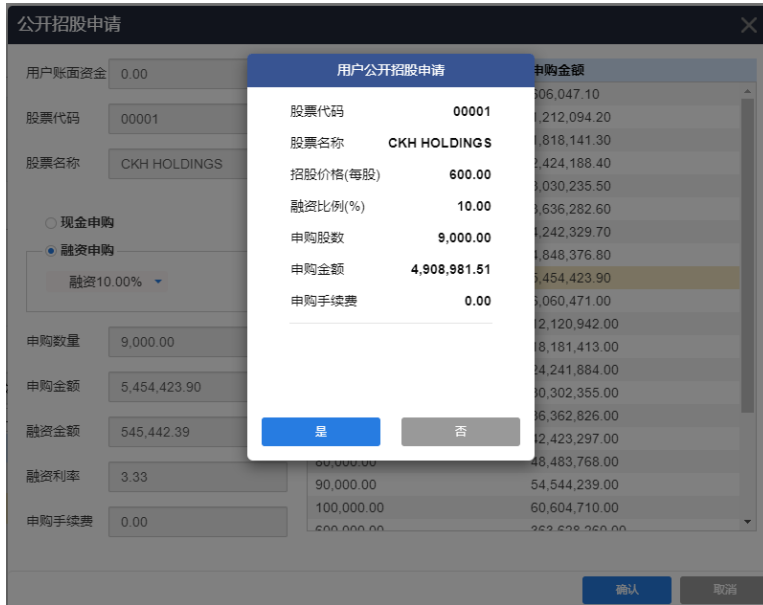 公开招股申请
用户账面资金 0.00
股票代码 00001
股票名称 CKH HOLDINGS
现金申购
融资申购
融资10.00%
申购数量 9,000.00
申购金额 5,454,423.90
融资金额 545,442.39
融资利率 3.33
申购手续费 0.00
用户公开招股申请
股票代码 00001
股票名称 CKH HOLDINGS
招股价格(每股) 600.00
融资比例(%) 10.00
申购股数 9,000.00
申购金额 4,908,981.51
申购手续费 0.00
是 否
申购金额
606,047.10
1,212,094.20
1,818,141.30
2,424,188.40
3,030,235.50
3,636,282.60
4,242,329.70
4,848,376.80
5,454,423.90
6,060,471.00
12,120,942.00
18,181,413.00
24,241,884.00
30,302,355.00
36,362,826.00
42,423,297.00
80,000.00 48,483,768.00
90,000.00 54,544,239.00
100,000.00 60,604,710.00
600,000.00 363,628,260.00
确认 取消